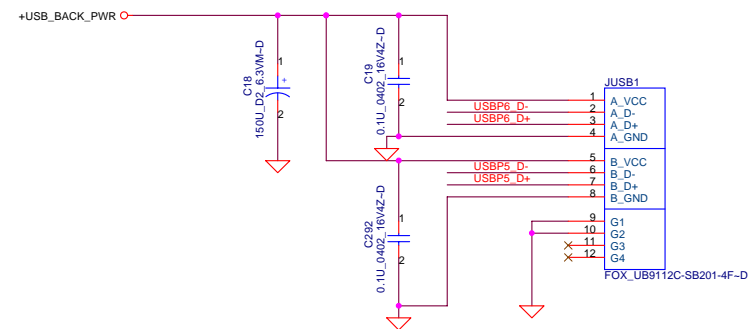 +USB_BACK_PWR
C18
150U_D2_6.3VM~D
1
+
2
C19
0.1U_0402_16V4Z~D
1
2
JUSB1
1 A_VCC
USBP6_D- 2 A_D-
USBP6_D+ 3 A_D+
4 A_GND
5 B_VCC
USBP5_D- 6 B_D-
USBP5_D+ 7 B_D+
8 B_GND
C292
0.1U_0402_16V4Z~D
1
2
9 G1
10 G2
11 G3
12 G4
FOX_UB9112C-SB201-4F~D